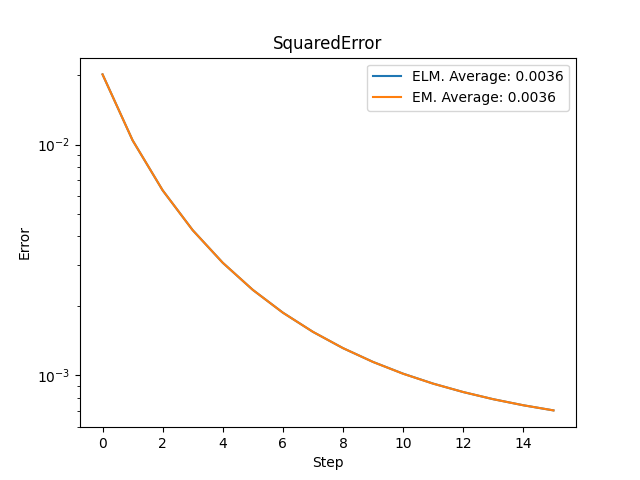 SquaredError
ELM. Average: 0.0036
EM. Average: 0.0036
Error
10⁻²
10⁻³
0 2 4 6 8 10 12 14
Step